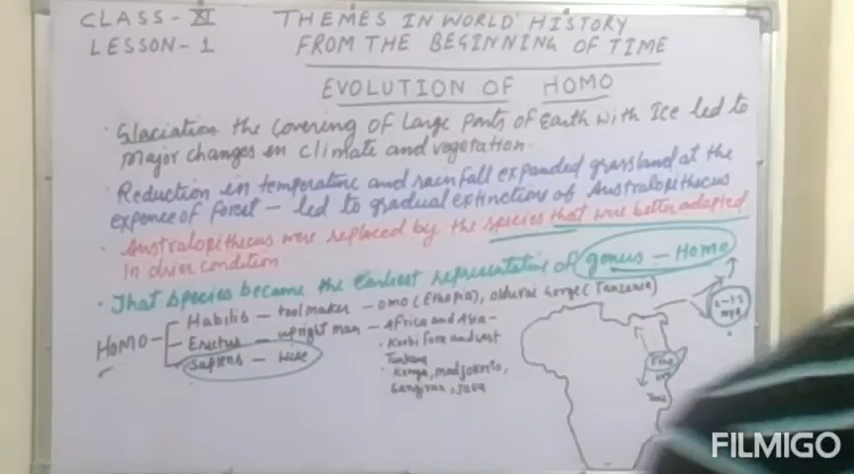 CLASS - XI THEMES IN WORLD HISTORY
LESSON - 1 FROM THE BEGINNING OF TIME
EVOLUTION OF HOMO
• Glaciation the covering of large parts of Earth with Ice led to
major changes in climate and vegetation.
• Reduction in temperature and rainfall expanded grassland at the
expence of forest - led to gradual extinctions of Australopithecus
• Australopithecus were replaced by the species that were better adapted
in drier condition
• That species became the Earliest representative of genus - Homo
HOMO - Habilis - tool maker - OMO (Ethiopia), olduvai Gorge (Tanzania)
Erectus - upright man - Africa and Asia -
Sapiens - wise
• Koobi Fora and west
Turkana
• Kenya, modjokerto,
Sangiran, Java
FILMIGO